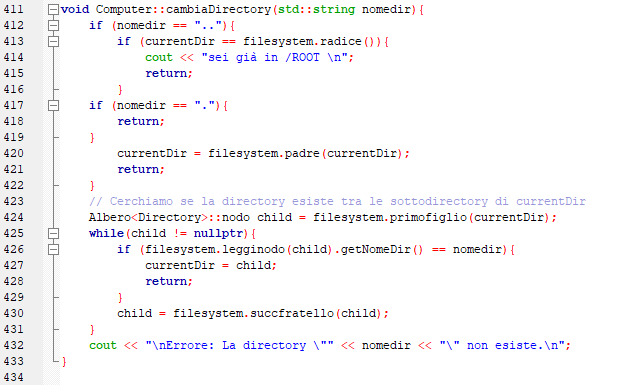 411 void Computer::cambiaDirectory(std::string nomedir){
412     if (nomedir == ".."){
413         if (currentDir == filesystem.radice()){
414             cout << "sei già in /ROOT \n";
415             return;
416         }
417     if (nomedir == "."){
418         return;
419     }
420         currentDir = filesystem.padre(currentDir);
421         return;
422     }
423     // Cerchiamo se la directory esiste tra le sottodirectory di currentDir
424     Albero<Directory>::nodo child = filesystem.primofiglio(currentDir);
425     while(child != nullptr){
426         if (filesystem.legginodo(child).getNomeDir() == nomedir){
427             currentDir = child;
428             return;
429         }
430         child = filesystem.succfratello(child);
431     }
432     cout << "\nErrore: La directory \"" << nomedir << "\" non esiste.\n";
433 }
434